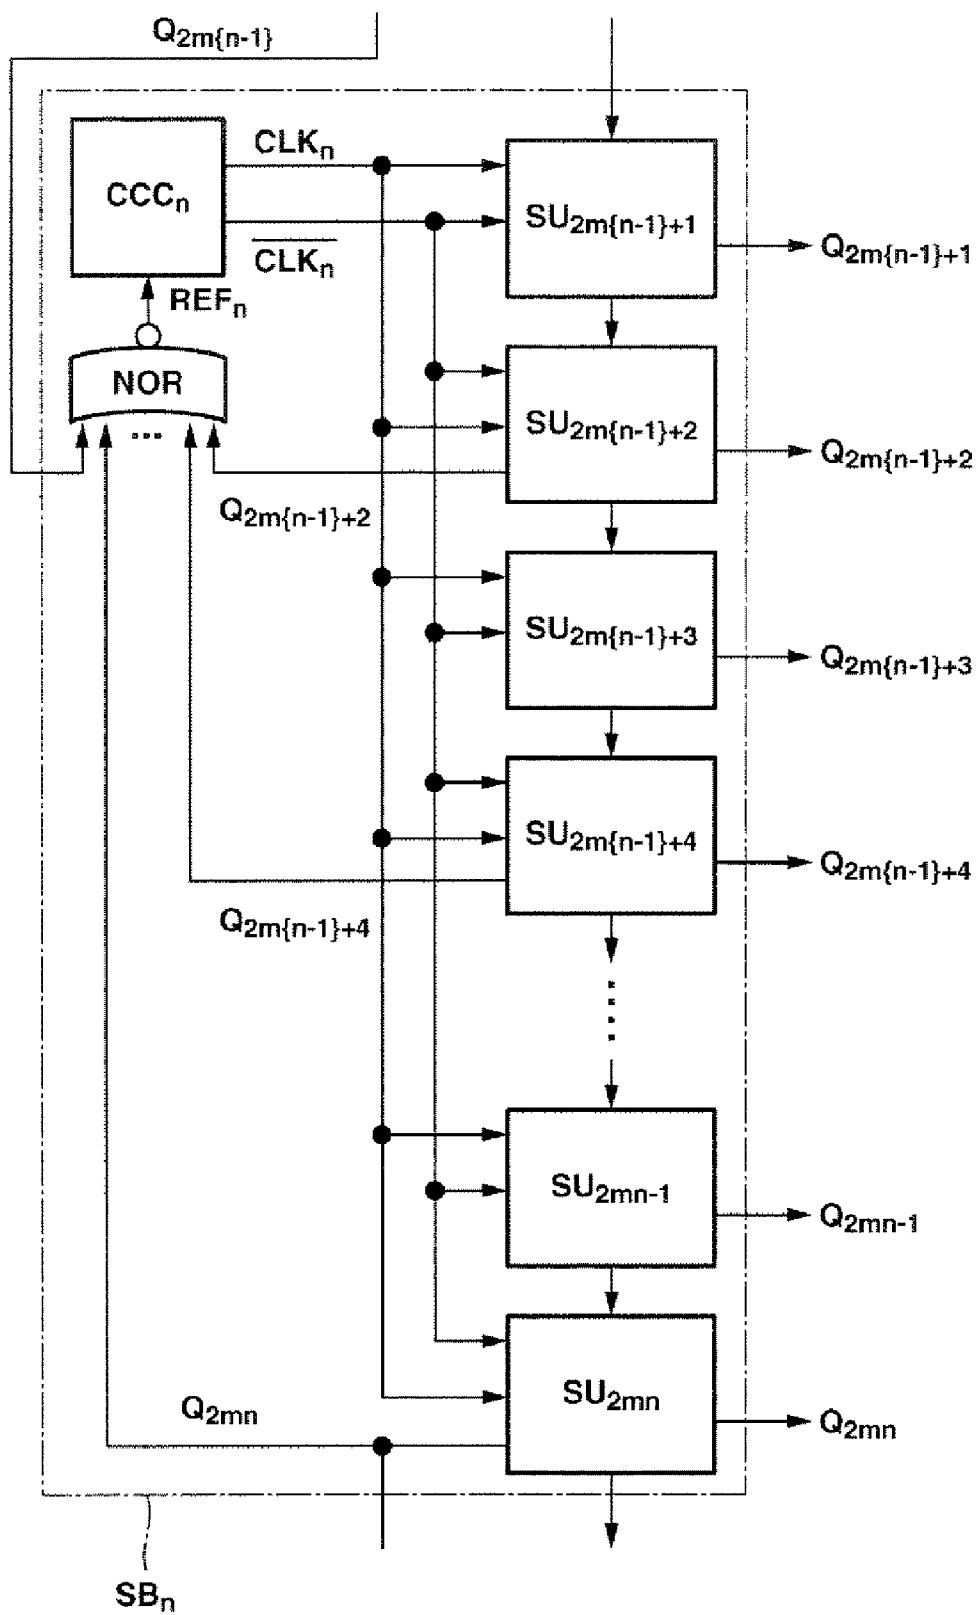 Q2m{n-1}
CLKn
CCCn
SU2m{n-1}+1
CLKn
Q2m{n-1}+1
REFn
NOR
SU2m{n-1}+2
...
Q2m{n-1}+2
Q2m{n-1}+2
SU2m{n-1}+3
Q2m{n-1}+3
SU2m{n-1}+4
Q2m{n-1}+4
Q2m{n-1}+4
SU2mn-1
Q2mn-1
SU2mn
Q2mn
Q2mn
SBn